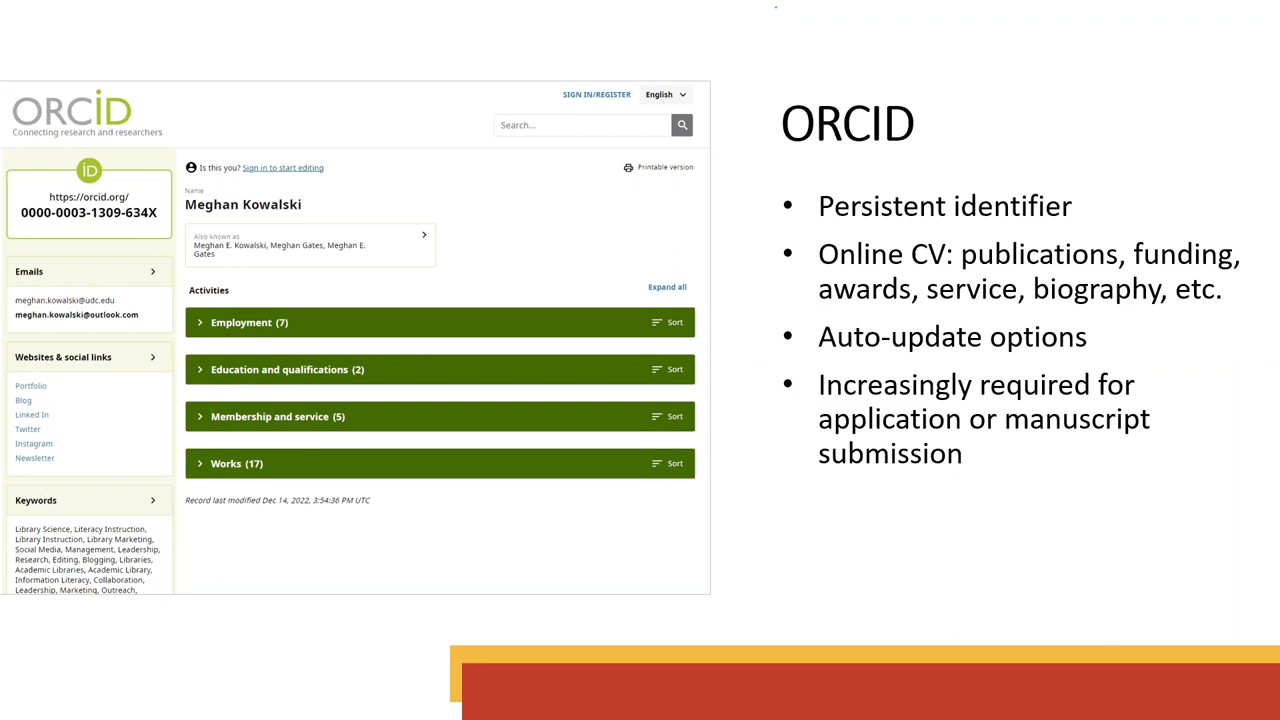 ORCID
Connecting research and researchers
SIGN IN/REGISTER
English
Search...
iD
https://orcid.org/
0000-0003-1309-634X
Emails
meghan.kowalski@udc.edu
meghan.kowalski@outlook.com
Websites & social links
Portfolio
Blog
Linked In
Twitter
Instagram
Newsletter
Keywords
Library Science, Literacy Instruction,
Library Instruction, Library Marketing,
Social Media, Management, Leadership,
Research, Editing, Blogging, Libraries,
Academic Libraries, Academic Library,
Information Literacy, Collaboration,
Leadership, Marketing, Outreach,
Is this you? Sign in to start editing
Printable version
Name
Meghan Kowalski
Also known as
Meghan E. Kowalski, Meghan Gates, Meghan E.
Gates
Activities
Expand all
Employment (7)
Sort
Education and qualifications (2)
Sort
Membership and service (5)
Sort
Works (17)
Sort
Record last modified Dec 14, 2022, 3:54:36 PM UTC
ORCID
• Persistent identifier
• Online CV: publications, funding,
awards, service, biography, etc.
• Auto-update options
• Increasingly required for
application or manuscript
submission